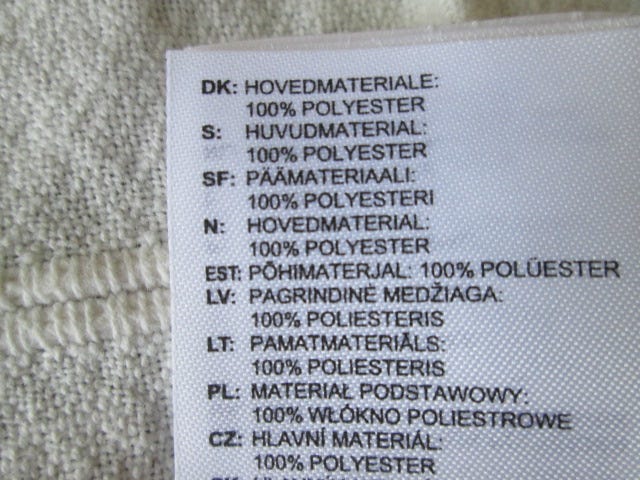 DK: HOVEDMATERIALE:
100% POLYESTER
S: HUVUDMATERIAL:
100% POLYESTER
SF: PÄÄMATERIAALI:
100% POLYESTERI
N: HOVEDMATERIAL:
100% POLYESTER
EST: PÕHIMATERJAL: 100% POLÜESTER
LV: PAGRINDINĖ MEDŽIAGA:
100% POLIESTERIS
LT: PAMATMATERIĀLS:
100% POLIESTERIS
PL: MATERIAŁ PODSTAWOWY:
100% WŁÓKNO POLIESTROWE
CZ: HLAVNÍ MATERIÁL:
100% POLYESTER